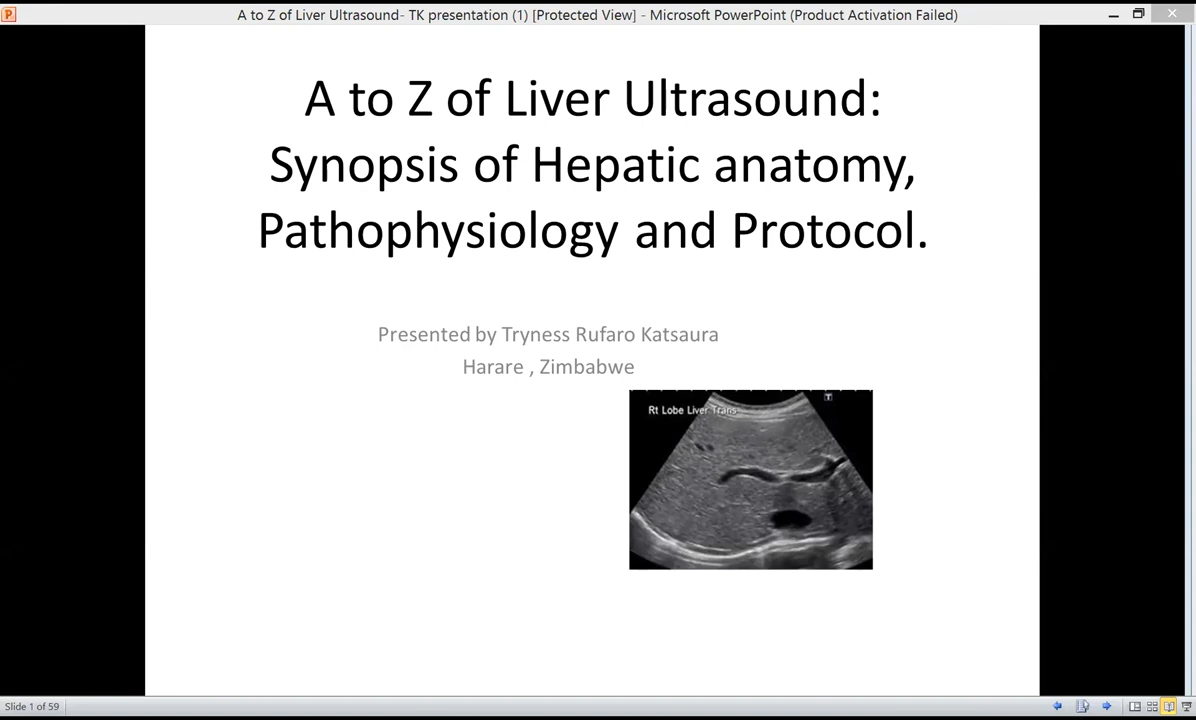 A to Z of Liver Ultrasound- TK presentation (1) [Protected View] - Microsoft PowerPoint (Product Activation Failed)
A to Z of Liver Ultrasound:
Synopsis of Hepatic anatomy,
Pathophysiology and Protocol.
Presented by Tryness Rufaro Katsaura
Harare , Zimbabwe
Rt Lobe Liver Trans
Slide 1 of 59